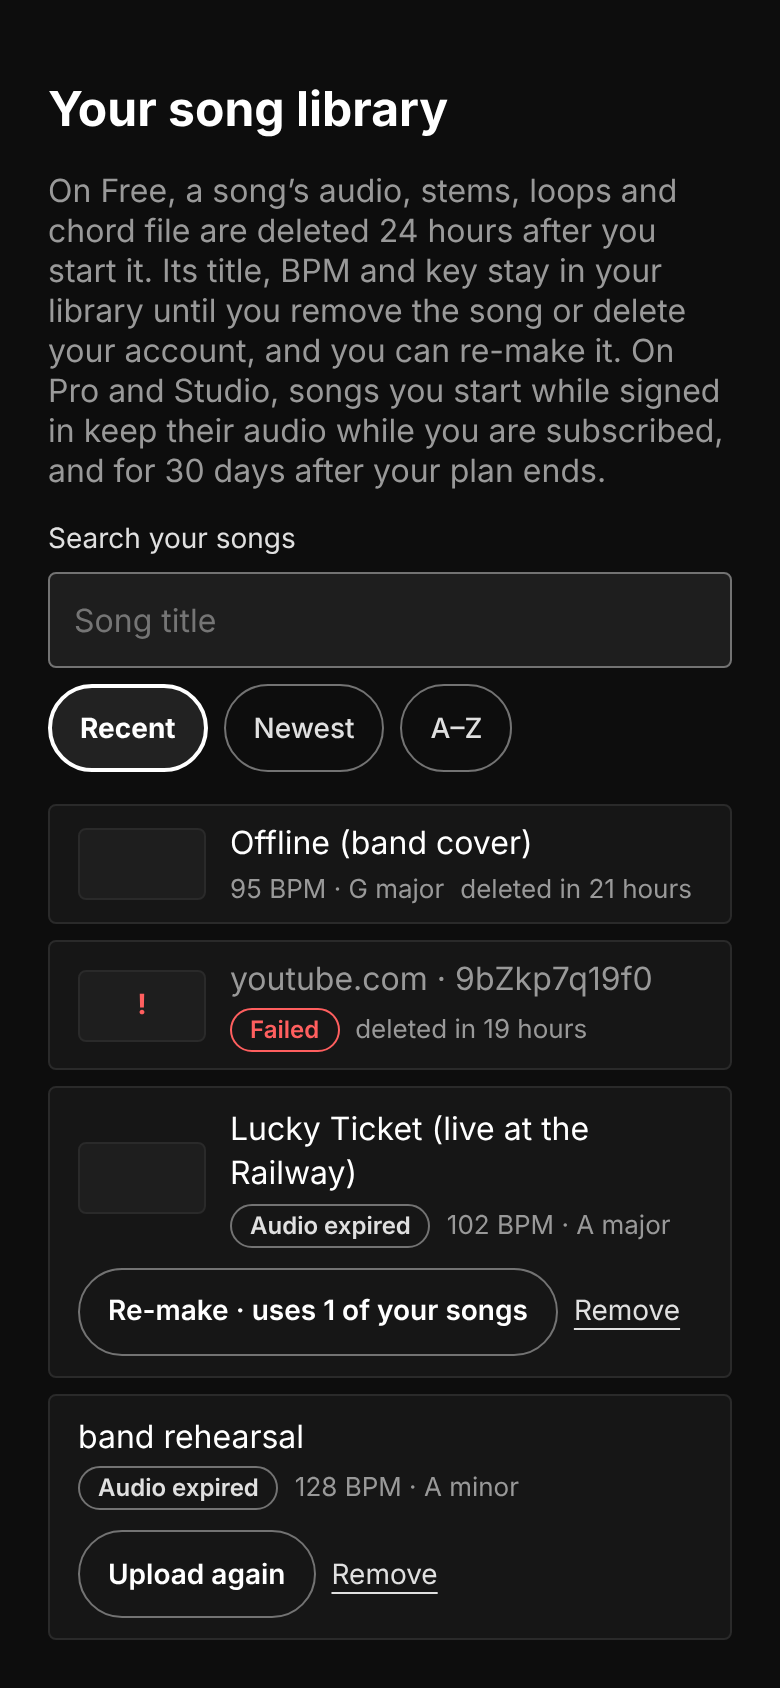 Your song library
On Free, a song’s audio, stems, loops and
chord file are deleted 24 hours after you
start it. Its title, BPM and key stay in your
library until you remove the song or delete
your account, and you can re-make it. On
Pro and Studio, songs you start while signed
in keep their audio while you are subscribed,
and for 30 days after your plan ends.
Search your songs
Song title
Recent Newest A–Z
Offline (band cover)
95 BPM · G major deleted in 21 hours
!
youtube.com · 9bZkp7q19f0
Failed deleted in 19 hours
Lucky Ticket (live at the
Railway)
Audio expired 102 BPM · A major
Re-make · uses 1 of your songs Remove
band rehearsal
Audio expired 128 BPM · A minor
Upload again Remove